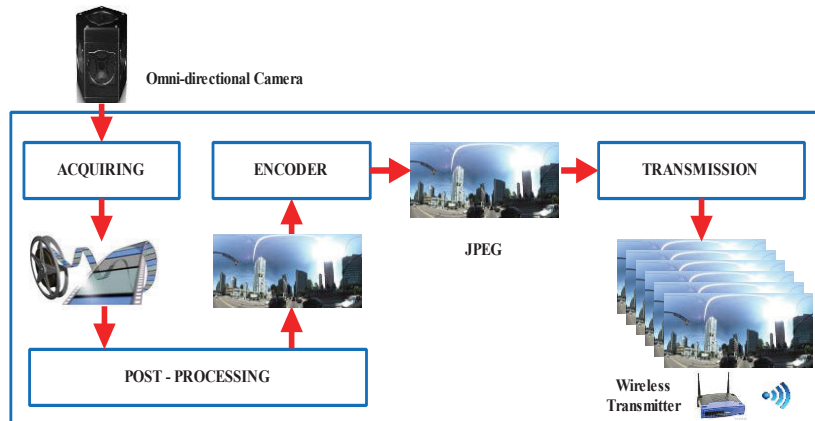 Omni-directional Camera
ACQUIRING
ENCODER
TRANSMISSION
JPEG
POST - PROCESSING
Wireless
Transmitter